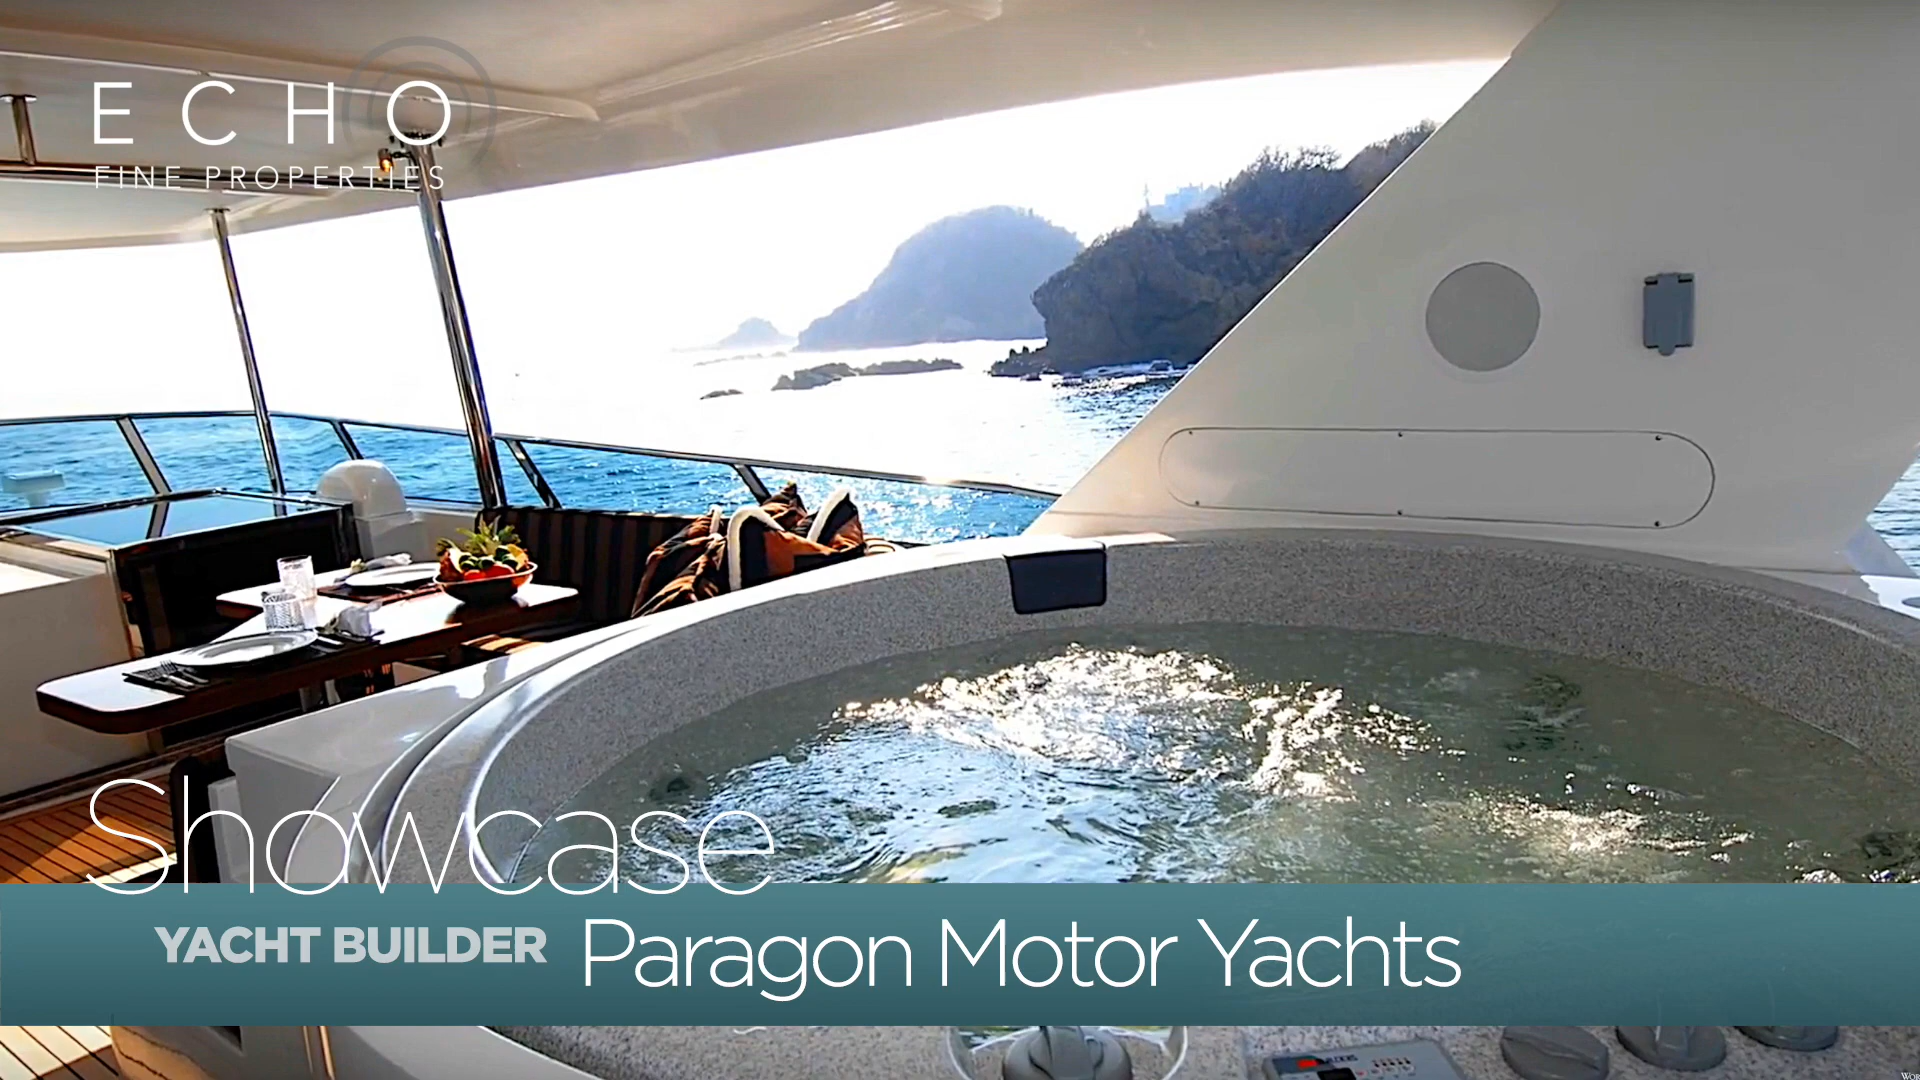 ECHO
FINE PROPERTIES
Showcase
YACHT BUILDER Paragon Motor Yachts